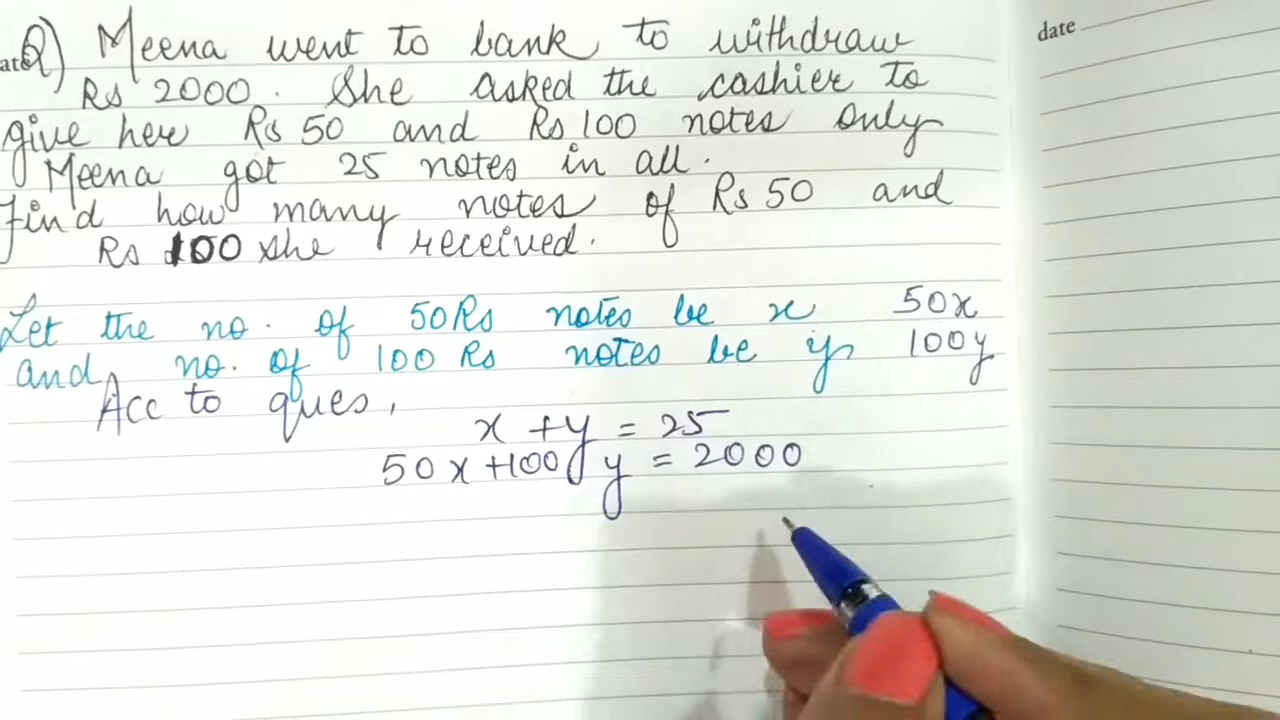 Q) Meena went to bank to withdraw
Rs 2000. She asked the cashier to
give here Rs 50 and Rs 100 notes only
Meena got 25 notes in all.
Find how many notes of Rs 50 and
Rs 100 she received.
Let the no. of 50Rs notes be x 50x
and no. of 100 Rs notes be y 100y
Acc to ques,
x + y = 25
50x + 100 y = 2000
date